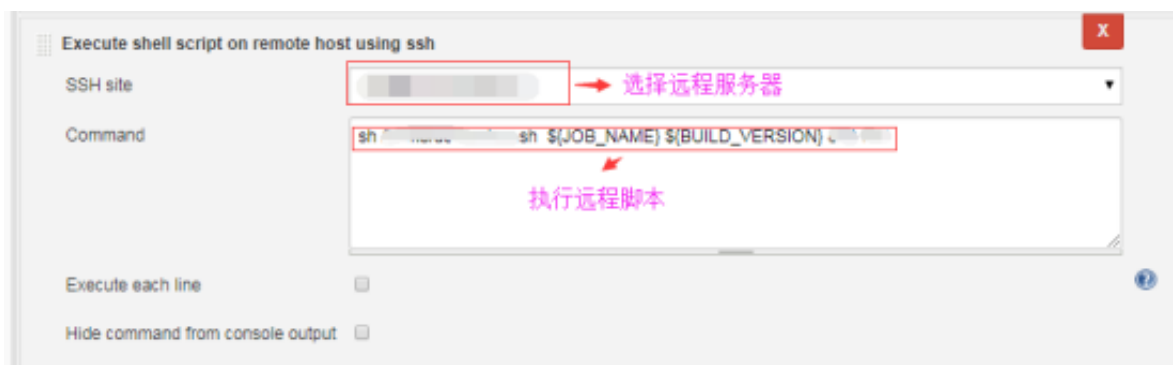 Execute shell script on remote host using ssh
X
SSH site
选择远程服务器
Command
sh sh ${JOB_NAME} ${BUILD_VERSION}
执行远程脚本
Execute each line
Hide command from console output